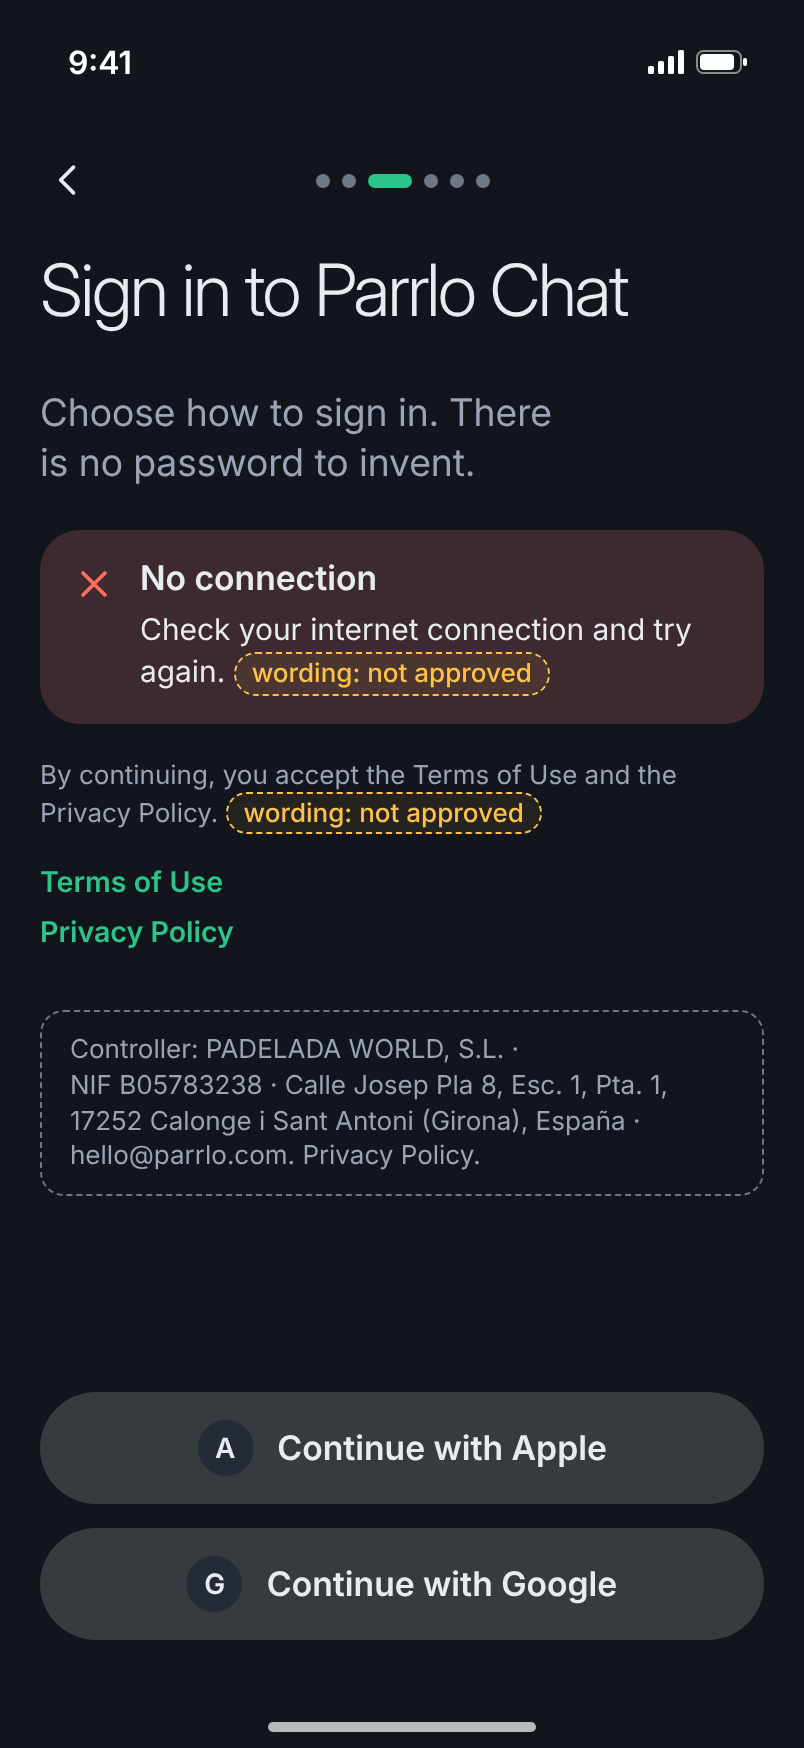 9:41
Sign in to Parrlo Chat
Choose how to sign in. There
is no password to invent.
No connection
Check your internet connection and try
again. wording: not approved
By continuing, you accept the Terms of Use and the
Privacy Policy. wording: not approved
Terms of Use
Privacy Policy
Controller: PADELADA WORLD, S.L. ·
NIF B05783238 · Calle Josep Pla 8, Esc. 1, Pta. 1,
17252 Calonge i Sant Antoni (Girona), España ·
hello@parrlo.com. Privacy Policy.
A Continue with Apple
G Continue with Google